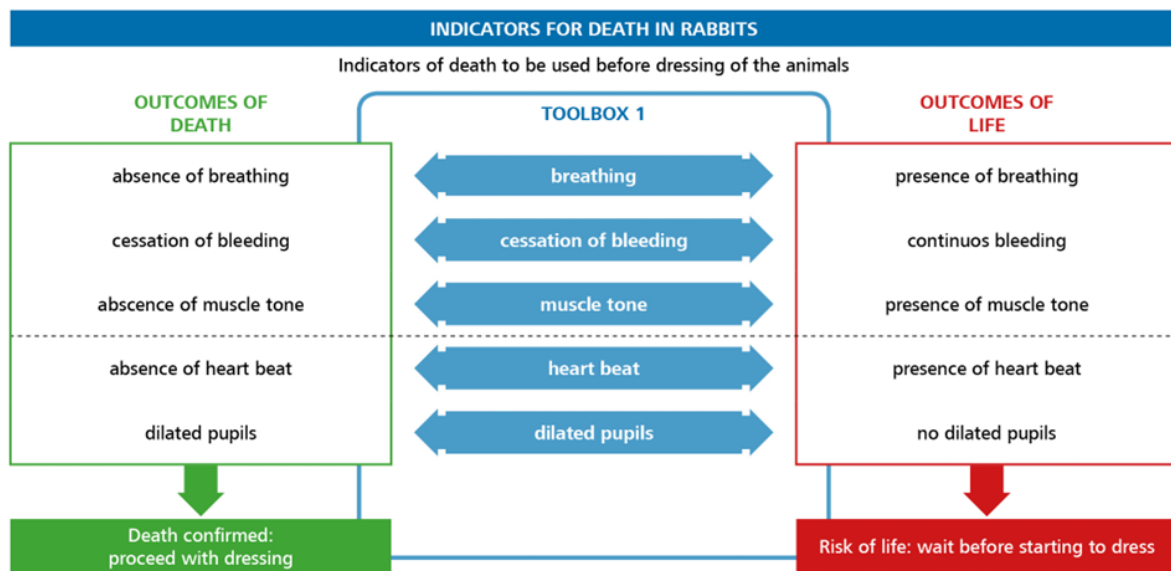 INDICATORS FOR DEATH IN RABBITS
Indicators of death to be used before dressing of the animals
OUTCOMES OF
DEATH
TOOLBOX 1
OUTCOMES OF
LIFE
absence of breathing
breathing
presence of breathing
cessation of bleeding
cessation of bleeding
continuos bleeding
abscence of muscle tone
muscle tone
presence of muscle tone
absence of heart beat
heart beat
presence of heart beat
dilated pupils
dilated pupils
no dilated pupils
Death confirmed:
proceed with dressing
Risk of life: wait before starting to dress